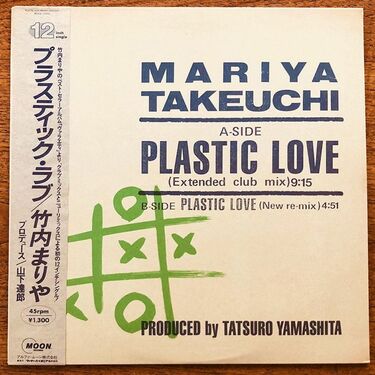 12
inch
single
プラスティック・ラブ/竹内まりや
プロデュース/山下達郎
45rpm
¥1,300
MOON
MARIYA
TAKEUCHI
A-SIDE
PLASTIC LOVE
(Extended club mix)9:15
B-SIDE PLASTIC LOVE (New re-mix) 4:51
PRODUCED by TATSURO YAMASHITA